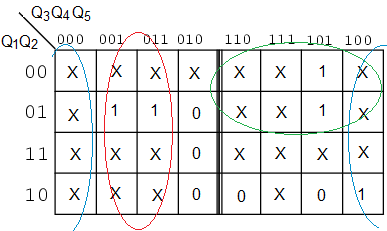 Q3Q4Q5
Q1Q2 000 001 011 010 110 111 101 100
00 X X X X X X 1 X
01 X 1 1 0 X X 1 X
11 X X X 0 X X X X
10 X X X 0 0 X 0 1